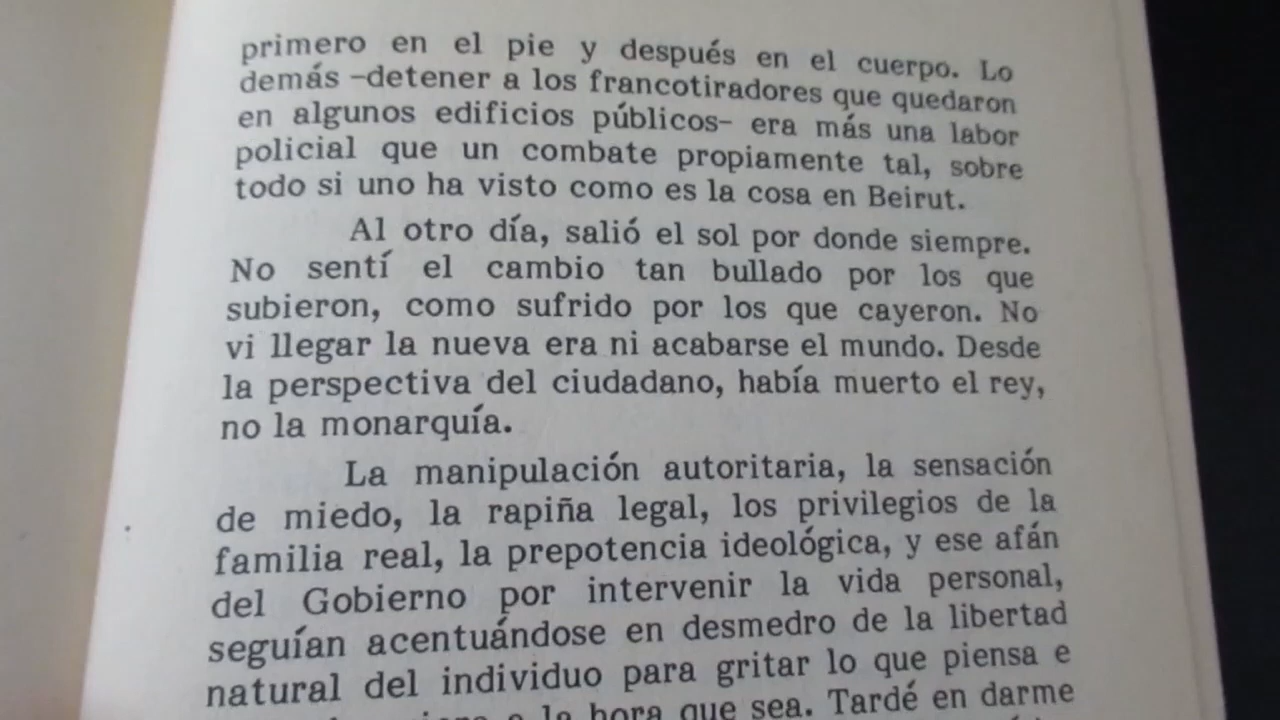 primero en el pie y después en el cuerpo. Lo
demás -detener a los francotiradores que quedaron
en algunos edificios públicos- era más una labor
policial que un combate propiamente tal, sobre
todo si uno ha visto como es la cosa en Beirut.
Al otro día, salió el sol por donde siempre.
No sentí el cambio tan bullado por los que
subieron, como sufrido por los que cayeron. No
vi llegar la nueva era ni acabarse el mundo. Desde
la perspectiva del ciudadano, había muerto el rey,
no la monarquía.
La manipulación autoritaria, la sensación
de miedo, la rapiña legal, los privilegios de la
familia real, la prepotencia ideológica, y ese afán
del Gobierno por intervenir la vida personal,
seguían acentuándose en desmedro de la libertad
natural del individuo para gritar lo que piensa e
a la hora que sea. Tardé en darme